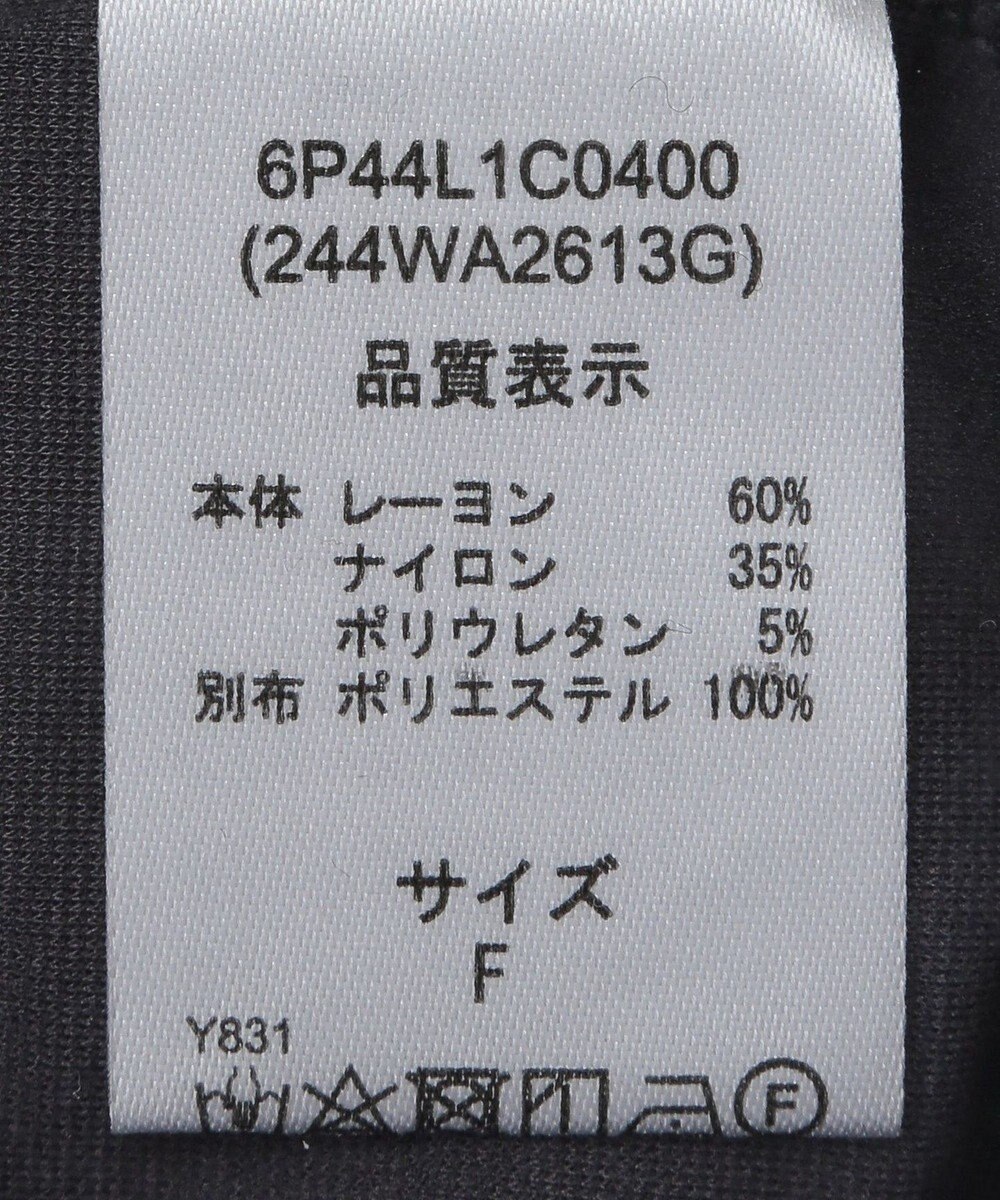 6P44L1C0400
(244WA2613G)
品質表示
本体 レーヨン 60%
ナイロン 35%
ポリウレタン 5%
別布 ポリエステル 100%
サイズ
F
Y831
F